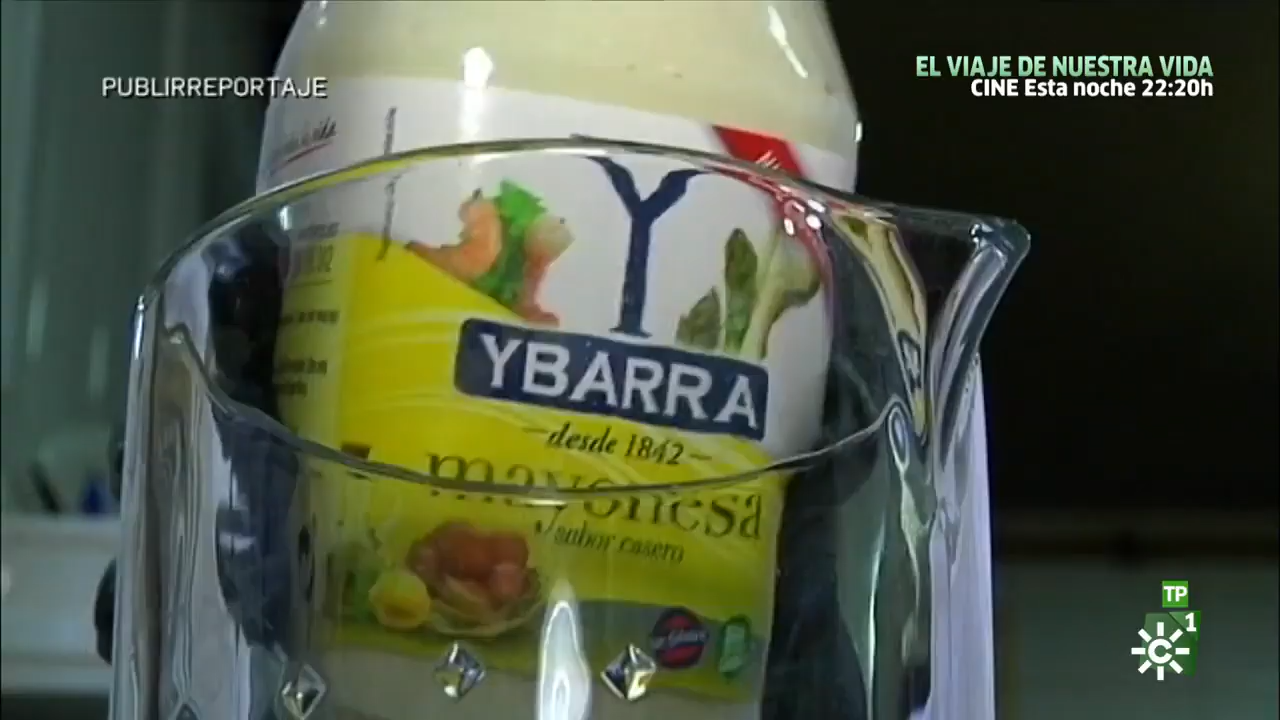 PUBLIRREPORTAJE
EL VIAJE DE NUESTRA VIDA
CINE Esta noche 22:20h
Y
YBARRA
desde 1842
mayonesa
sabor casero
TP
1
C